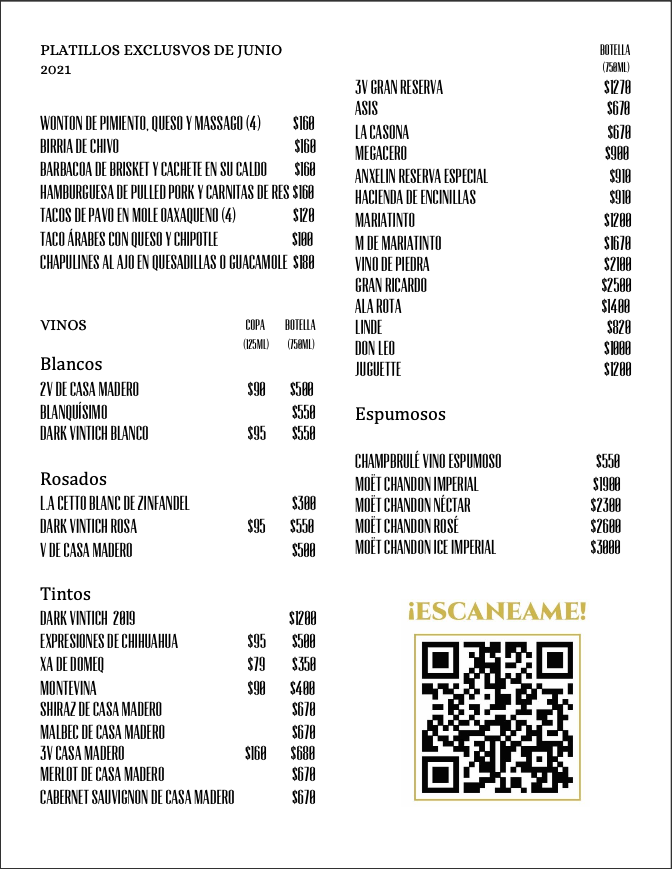 PLATILLOS EXCLUSVOS DE JUNIO
2021
WONTON DE PIMIENTO, QUESO Y MASSAGO (4) $160
BIRRIA DE CHIVO $160
BARBACOA DE BRISKET Y CACHETE EN SU CALDO $160
HAMBURGUESA DE PULLED PORK Y CARNITAS DE RES $160
TACOS DE PAVO EN MOLE OAXAQUENO (4) $120
TACO ÁRABES CON QUESO Y CHIPOTLE $100
CHAPULINES AL AJO EN QUESADILLAS O GUACAMOLE $180
VINOS COPA BOTELLA
(125ML) (750ML)
Blancos
2V DE CASA MADERO $90 $500
BLANQUÍSIMO $550
DARK VINTICH BLANCO $95 $550
Rosados
L.A CETTO BLANC DE ZINFANDEL $300
DARK VINTICH ROSA $95 $550
V DE CASA MADERO $500
Tintos
DARK VINTICH 2019 $1200
EXPRESIONES DE CHIHUAHUA $95 $500
XA DE DOMEQ $79 $350
MONTEVINA $90 $400
SHIRAZ DE CASA MADERO $670
MALBEC DE CASA MADERO $670
3V CASA MADERO $160 $680
MERLOT DE CASA MADERO $670
CABERNET SAUVIGNON DE CASA MADERO $670
BOTELLA
(750ML)
3V GRAN RESERVA $1270
ASIS $670
LA CASONA $670
MEGACERO $900
ANXELIN RESERVA ESPECIAL $910
HACIENDA DE ENCINILLAS $910
MARIATINTO $1200
M DE MARIATINTO $1670
VINO DE PIEDRA $2100
GRAN RICARDO $2500
ALA ROTA $1400
LINDE $820
DON LEO $1000
JUGUETTE $1200
Espumosos
CHAMPBRULÉ VINO ESPUMOSO $550
MOËT CHANDON IMPERIAL $1900
MOËT CHANDON NÉCTAR $2300
MOËT CHANDON ROSÉ $2600
MOËT CHANDON ICE IMPERIAL $3000
¡ESCANEAME!